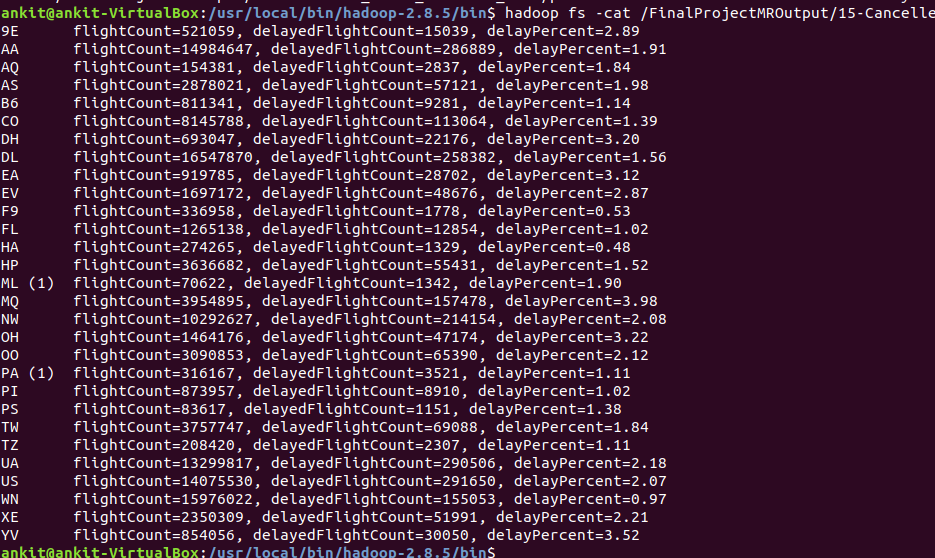 ankit@ankit-VirtualBox:/usr/local/bin/hadoop-2.8.5/bin$ hadoop fs -cat /FinalProjectMROutput/15-Cancelle
9E flightCount=521059, delayedFlightCount=15039, delayPercent=2.89
AA flightCount=14984647, delayedFlightCount=286889, delayPercent=1.91
AQ flightCount=154381, delayedFlightCount=2837, delayPercent=1.84
AS flightCount=2878021, delayedFlightCount=57121, delayPercent=1.98
B6 flightCount=811341, delayedFlightCount=9281, delayPercent=1.14
CO flightCount=8145788, delayedFlightCount=113064, delayPercent=1.39
DH flightCount=693047, delayedFlightCount=22176, delayPercent=3.20
DL flightCount=16547870, delayedFlightCount=258382, delayPercent=1.56
EA flightCount=919785, delayedFlightCount=28702, delayPercent=3.12
EV flightCount=1697172, delayedFlightCount=48676, delayPercent=2.87
F9 flightCount=336958, delayedFlightCount=1778, delayPercent=0.53
FL flightCount=1265138, delayedFlightCount=12854, delayPercent=1.02
HA flightCount=274265, delayedFlightCount=1329, delayPercent=0.48
HP flightCount=3636682, delayedFlightCount=55431, delayPercent=1.52
ML (1) flightCount=70622, delayedFlightCount=1342, delayPercent=1.90
MQ flightCount=3954895, delayedFlightCount=157478, delayPercent=3.98
NW flightCount=10292627, delayedFlightCount=214154, delayPercent=2.08
OH flightCount=1464176, delayedFlightCount=47174, delayPercent=3.22
OO flightCount=3090853, delayedFlightCount=65390, delayPercent=2.12
PA (1) flightCount=316167, delayedFlightCount=3521, delayPercent=1.11
PI flightCount=873957, delayedFlightCount=8910, delayPercent=1.02
PS flightCount=83617, delayedFlightCount=1151, delayPercent=1.38
TW flightCount=3757747, delayedFlightCount=69088, delayPercent=1.84
TZ flightCount=208420, delayedFlightCount=2307, delayPercent=1.11
UA flightCount=13299817, delayedFlightCount=290506, delayPercent=2.18
US flightCount=14075530, delayedFlightCount=291650, delayPercent=2.07
WN flightCount=15976022, delayedFlightCount=155053, delayPercent=0.97
XE flightCount=2350309, delayedFlightCount=51991, delayPercent=2.21
YV flightCount=854056, delayedFlightCount=30050, delayPercent=3.52
ankit@ankit-VirtualBox:/usr/local/bin/hadoop-2.8.5/bin$